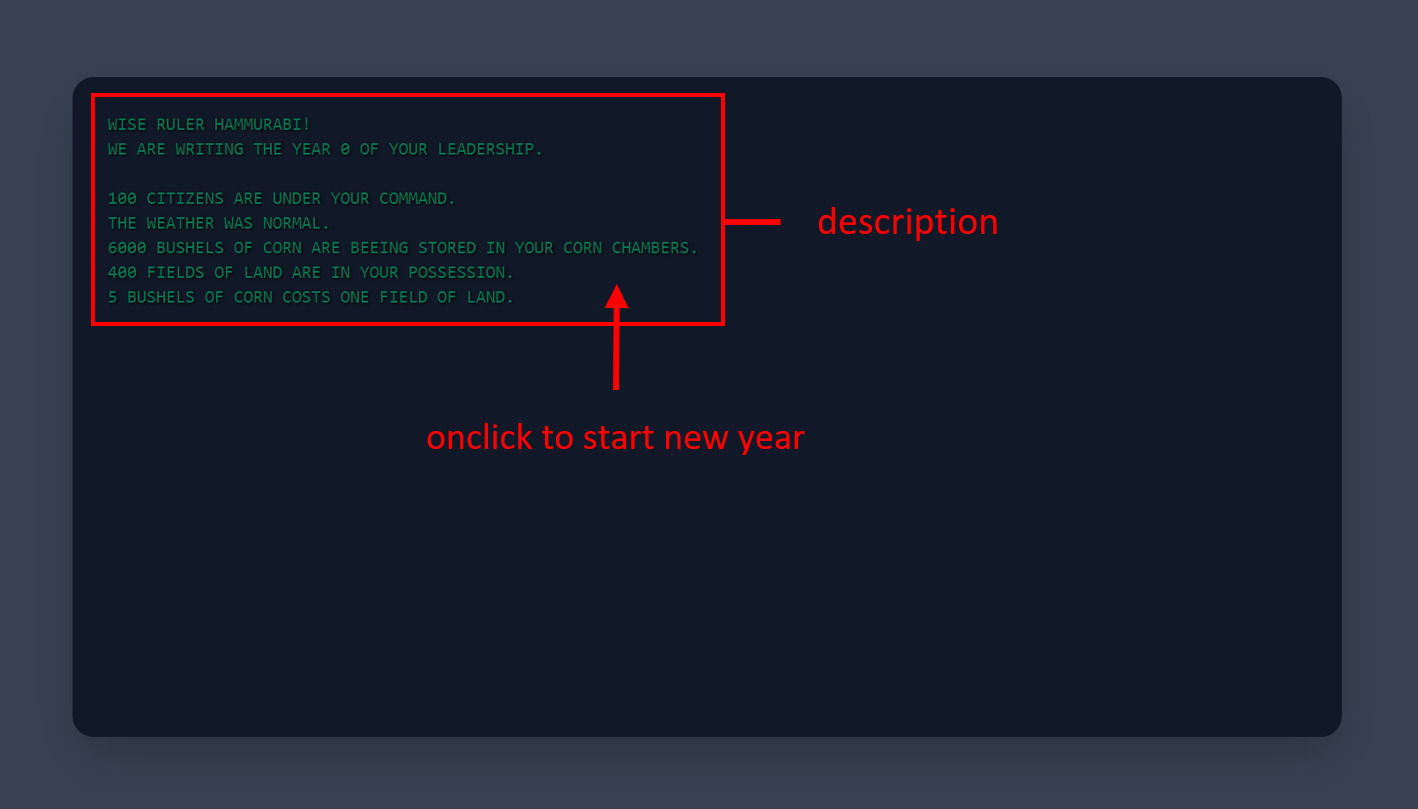 WISE RULER HAMMURABI!
WE ARE WRITING THE YEAR 0 OF YOUR LEADERSHIP.
100 CITIZENS ARE UNDER YOUR COMMAND.
THE WEATHER WAS NORMAL.
6000 BUSHELS OF CORN ARE BEEING STORED IN YOUR CORN CHAMBERS.
400 FIELDS OF LAND ARE IN YOUR POSSESSION.
5 BUSHELS OF CORN COSTS ONE FIELD OF LAND.
description
onclick to start new year